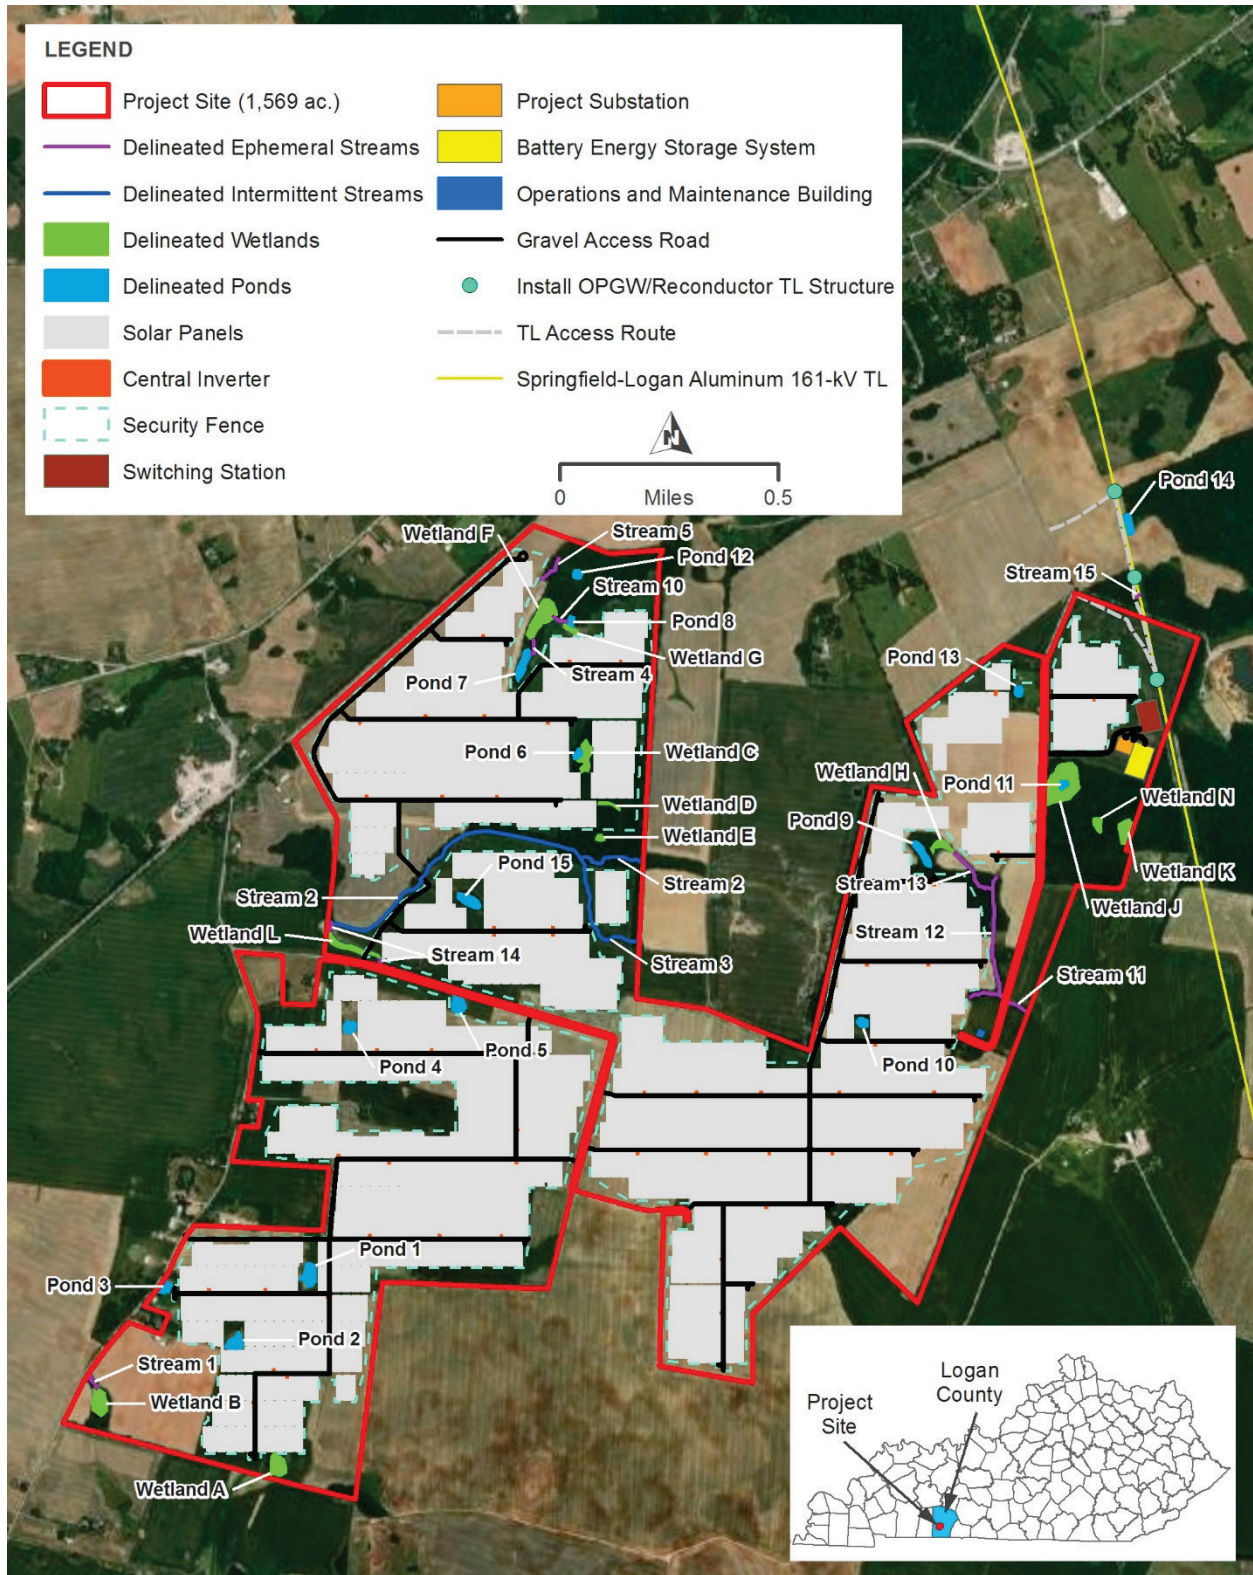 LEGEND
Project Site (1,569 ac.)
Delineated Ephemeral Streams
Delineated Intermittent Streams
Delineated Wetlands
Delineated Ponds
Solar Panels
Central Inverter
Security Fence
Switching Station
Project Substation
Battery Energy Storage System
Operations and Maintenance Building
Gravel Access Road
Install OPGW/Reconductor TL Structure
TL Access Route
Springfield-Logan Aluminum 161-kV TL
N
0 0.5
Miles
Pond 14
Wetland F
Stream 5
Pond 12
Stream 10
Stream 15
Pond 8
Wetland G
Pond 13
Stream 4
Pond 7
Pond 6
Wetland C
Wetland H
Pond 11
Wetland N
Wetland D
Pond 9
Wetland E
Pond 15
Stream 2
Stream 13
Wetland K
Stream 2
Wetland J
Wetland L
Stream 12
Stream 14
Stream 3
Stream 11
Pond 5
Pond 4
Pond 10
Pond 1
Pond 3
Pond 2
Stream 1
Wetland B
Wetland A
Logan
County
Project
Site